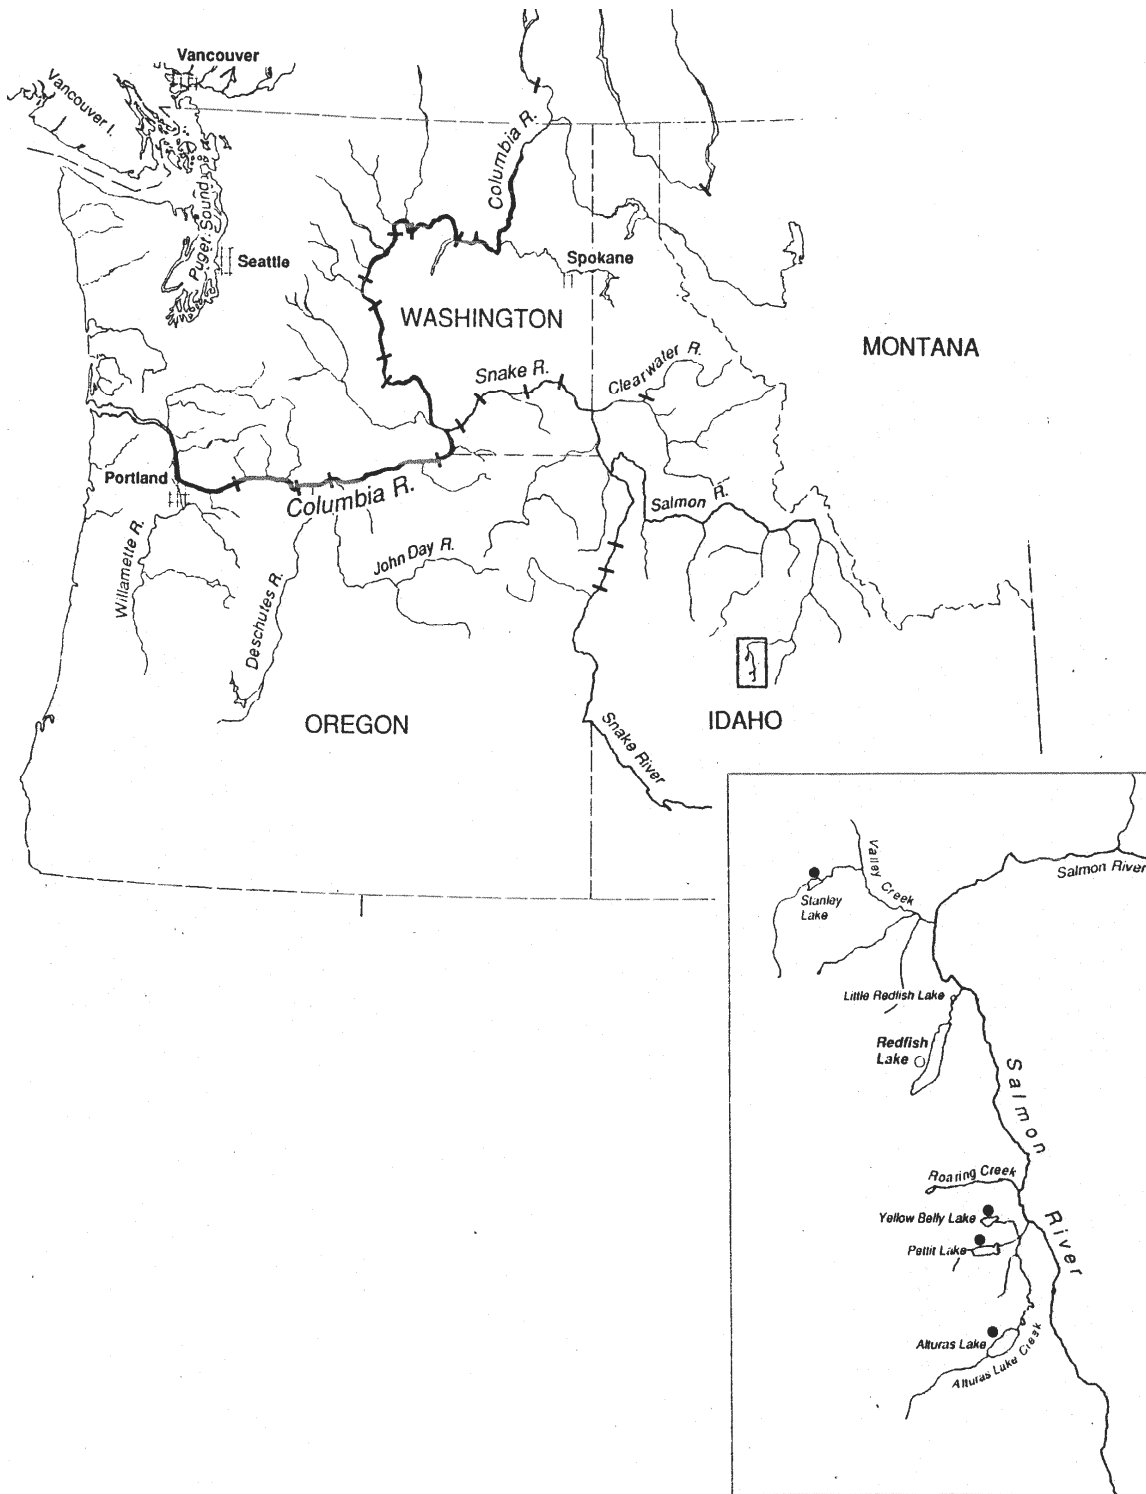 Vancouver
Vancouver I.
Columbia R.
Puget Sound
Seattle
Spokane
WASHINGTON
MONTANA
Snake R.
Clearwater R.
Portland
Columbia R.
Salmon R.
Willamette R.
John Day R.
Deschutes R.
OREGON
IDAHO
Snake River
Valley Creek
Salmon River
Stanley
Lake
Little Redfish Lake
Redfish
Lake
Salmon River
Roaring Creek
Yellow Belly Lake
Pettit Lake
Alturas Lake
Alturas Lake Creek